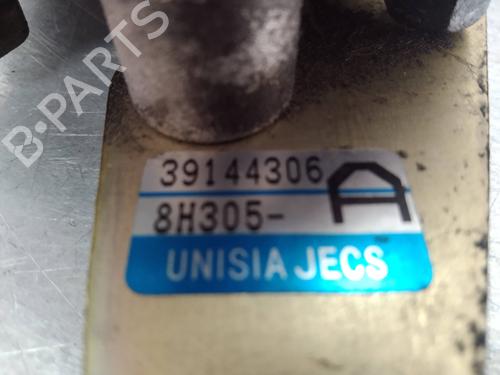 B-PARTS
39144306
8H305- A
UNISIA JECS